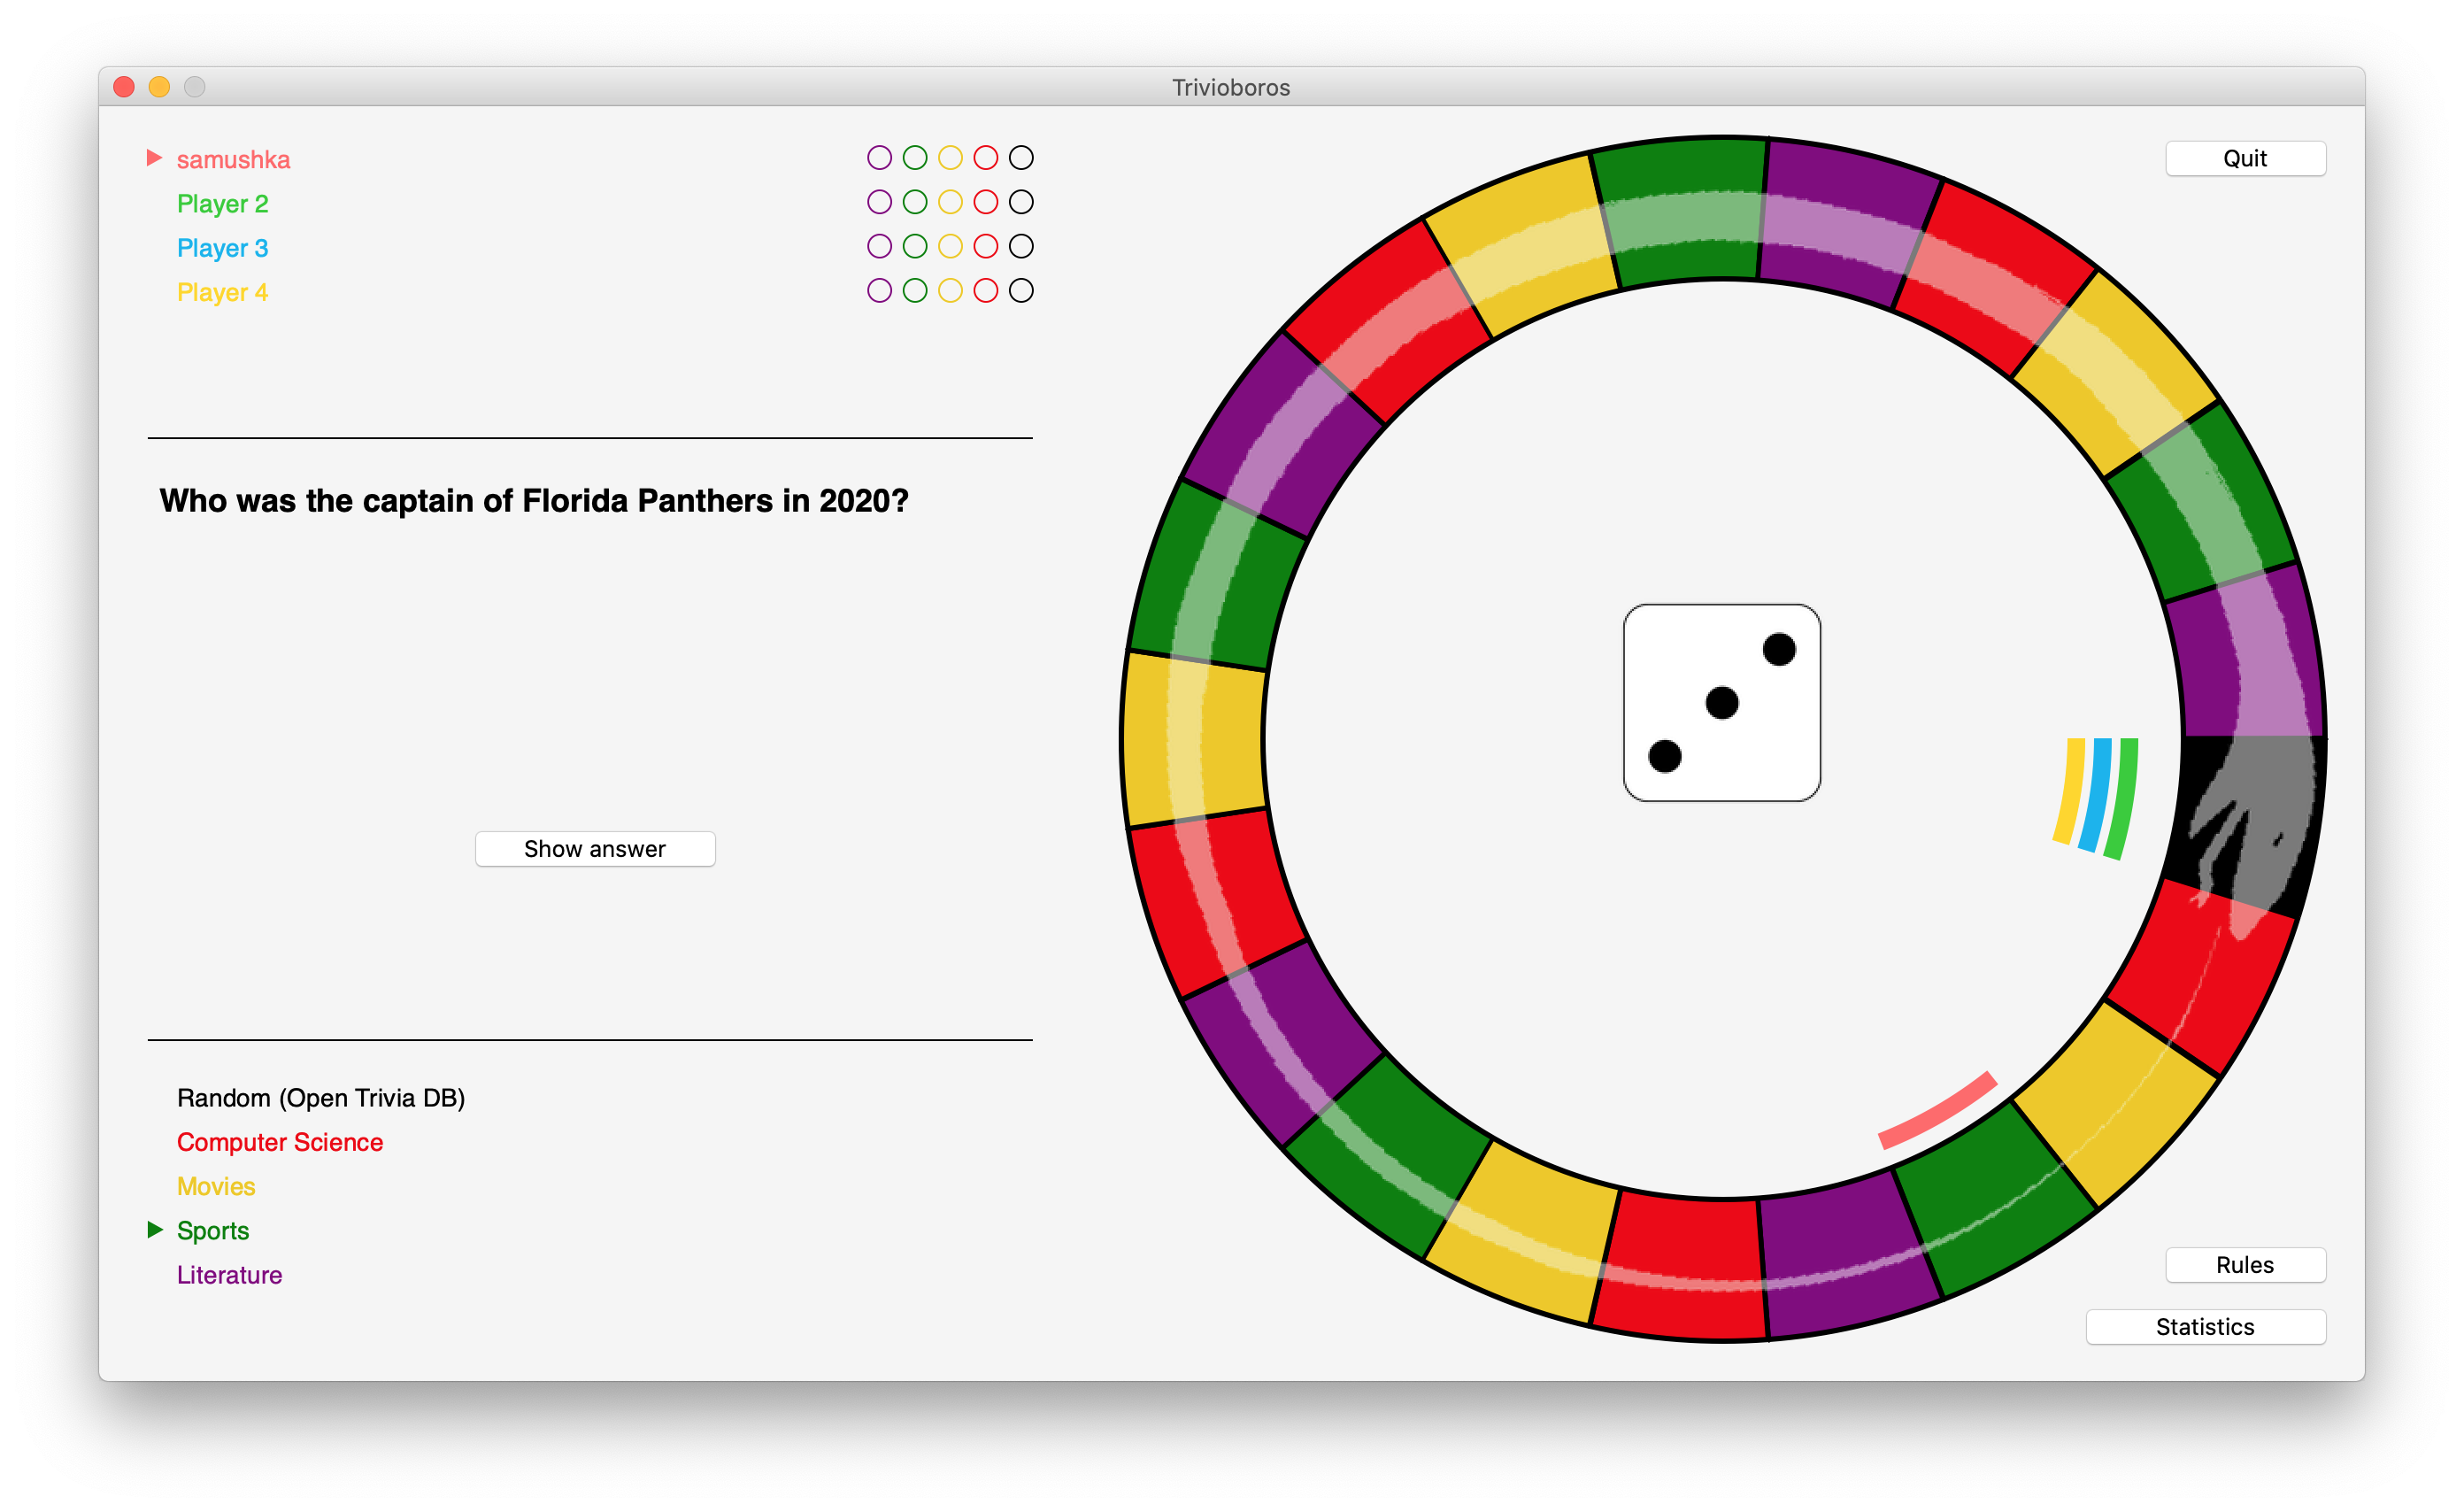 Trivioboros
samushka
Player 2
Player 3
Player 4
Quit
Who was the captain of Florida Panthers in 2020?
Show answer
Random (Open Trivia DB)
Computer Science
Movies
Sports
Literature
Rules
Statistics